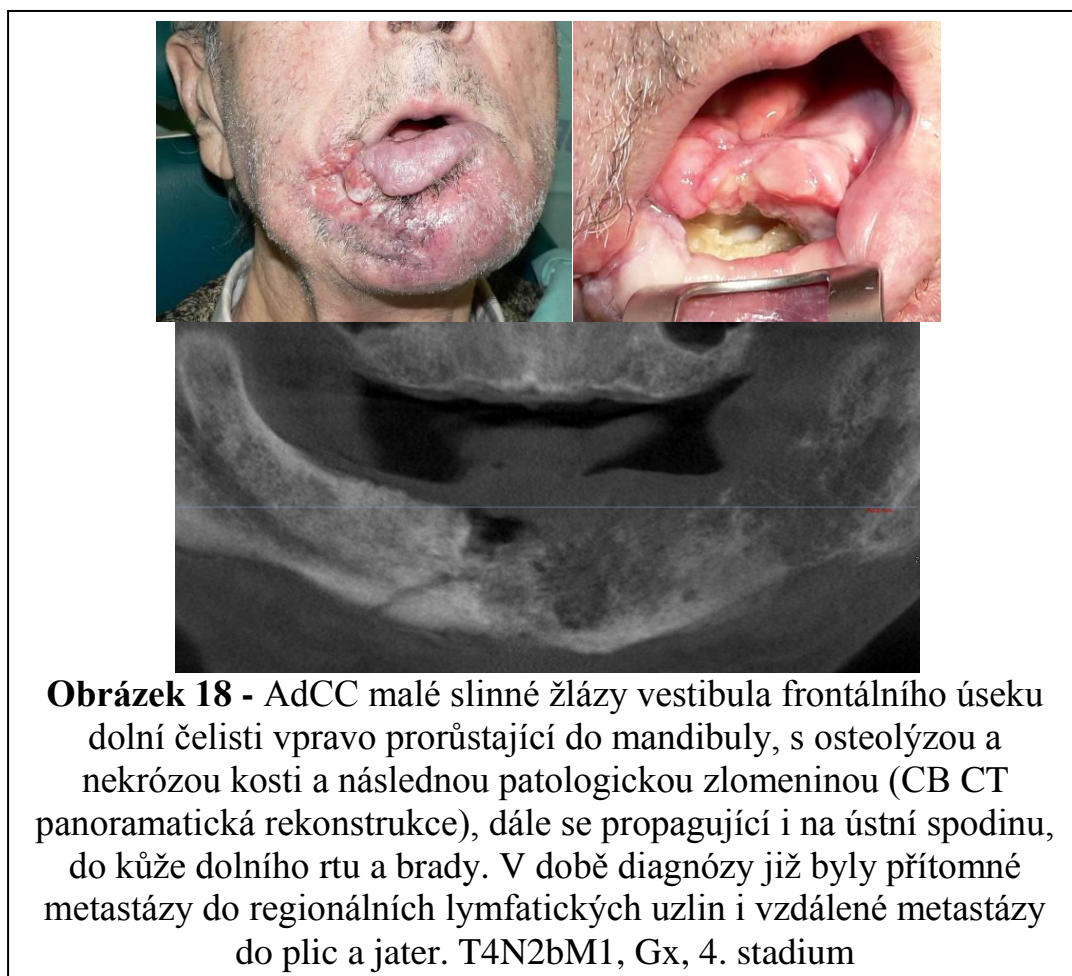 Obrázek 18 - AdCC malé slinné žlázy vestibula frontálního úseku
dolní čelisti vpravo prorůstající do mandibuly, s osteolýzou a
nekrózou kosti a následnou patologickou zlomeninou (CB CT
panoramatická rekonstrukce), dále se propagující i na ústní spodinu,
do kůže dolního rtu a brady. V době diagnózy již byly přítomné
metastázy do regionálních lymfatických uzlin i vzdálené metastázy
do plic a jater. T4N2bM1, Gx, 4. stadium